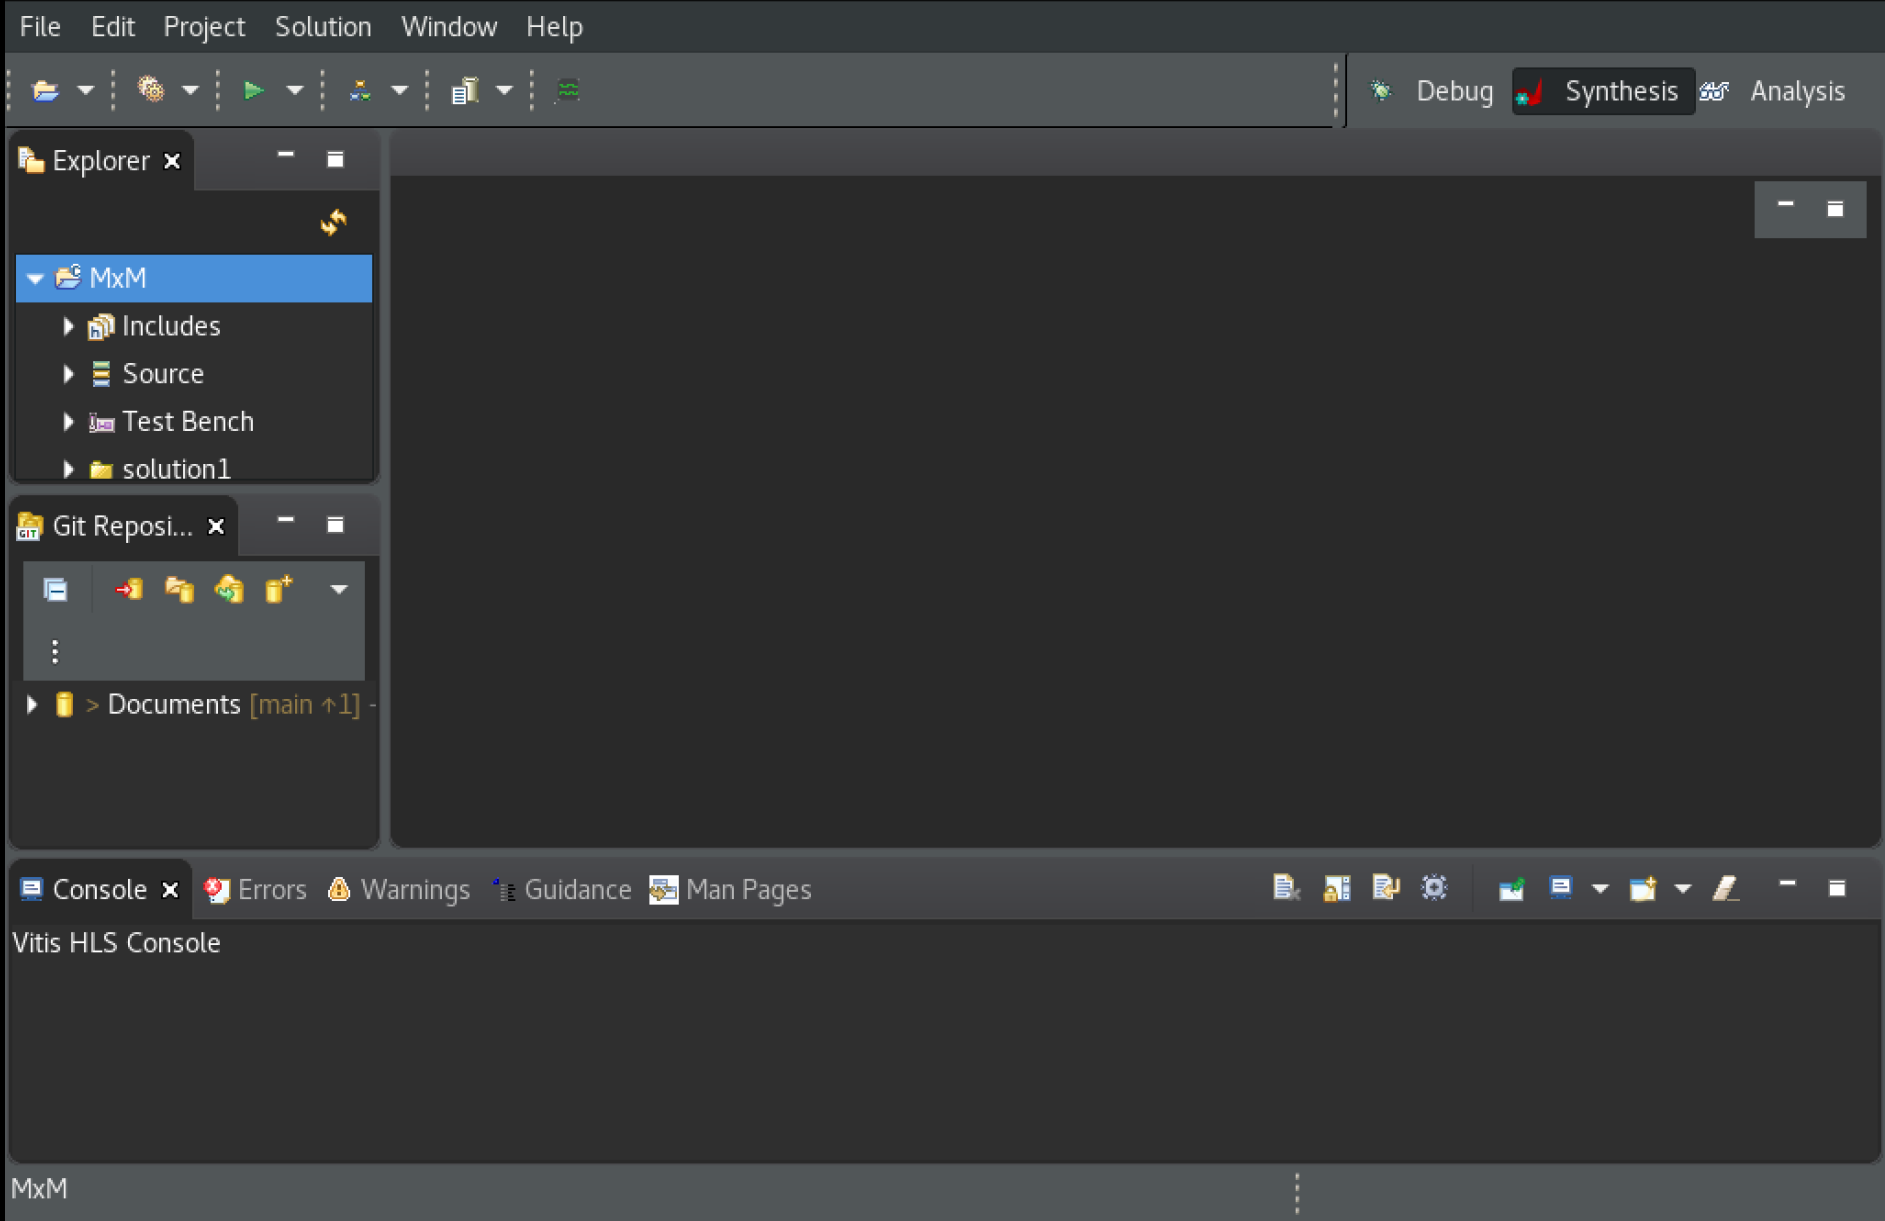 File Edit Project Solution Window Help
Debug Synthesis Analysis
Explorer
MxM
Includes
Source
Test Bench
solution1
Git Reposi...
GIT
> Documents [main ↑1] -
Console Errors Warnings Guidance Man Pages
Vitis HLS Console
MxM